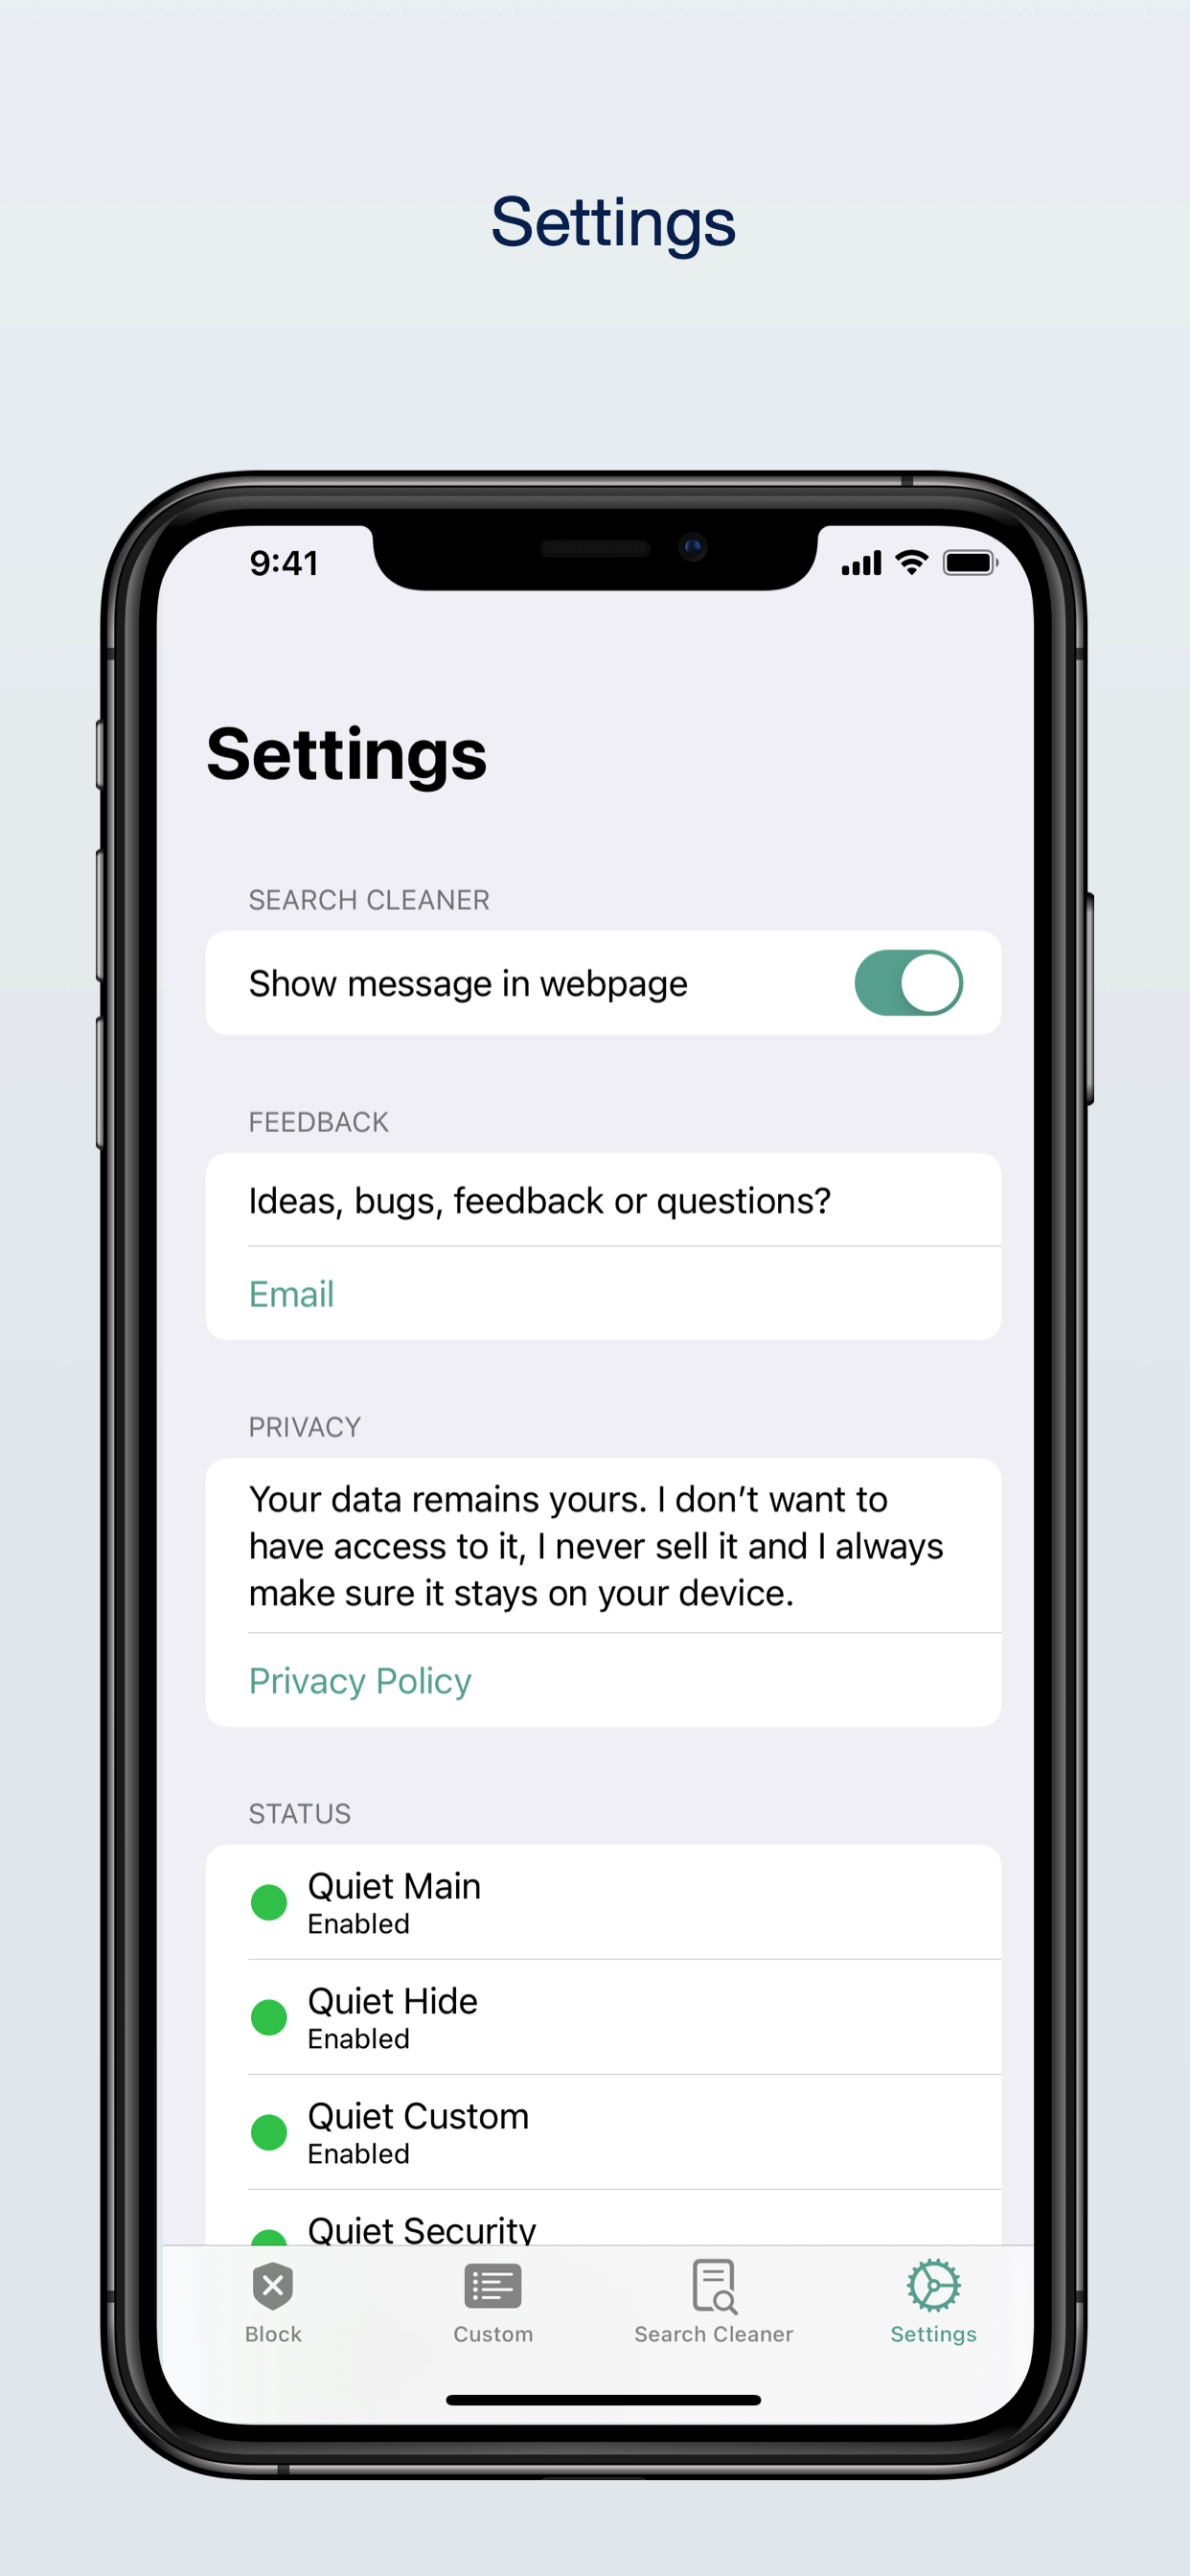 Settings
9:41
Settings
SEARCH CLEANER
Show message in webpage
FEEDBACK
Ideas, bugs, feedback or questions?
Email
PRIVACY
Your data remains yours. I don’t want to
have access to it, I never sell it and I always
make sure it stays on your device.
Privacy Policy
STATUS
Quiet Main
Enabled
Quiet Hide
Enabled
Quiet Custom
Enabled
Quiet Security
Block
Custom
Search Cleaner
Settings